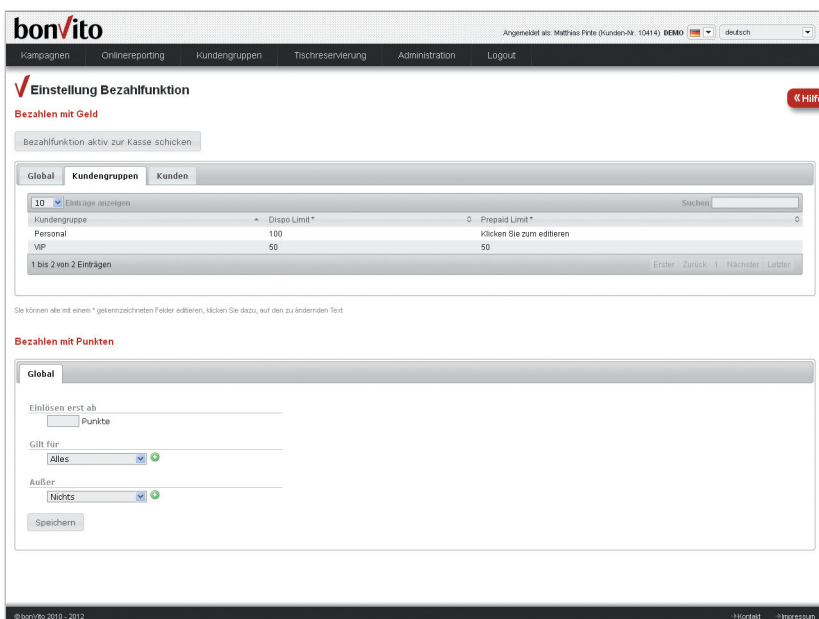 bonVito
Angemeldet als: Matthias Pinte (Kunden-Nr. 10414) DEMO deutsch
Kampagnen Onlinereporting Kundengruppen Tischreservierung Administration Logout
Einstellung Bezahlfunktion
« Hilfe
Bezahlen mit Geld
Bezahlfunktion aktiv zur Kasse schicken
Global Kundengruppen Kunden
10 Einträge anzeigen Suchen
Kundengruppe Dispo Limit * Prepaid Limit *
Personal 100 Klicken Sie zum editieren
VIP 50 50
1 bis 2 von 2 Einträgen Erster Zurück 1 Nächster Letzter
Sie können alle mit einem * gekennzeichneten Felder editieren, klicken Sie dazu, auf den zu ändernden Text
Bezahlen mit Punkten
Global
Einlösen erst ab
Punkte
Gilt für
Alles
Außer
Nichts
Speichern
© bonVito 2010 - 2012 Kontakt Impressum